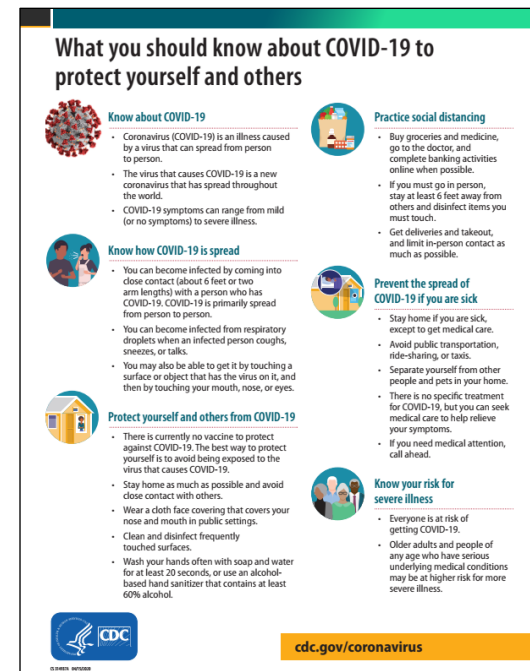 What you should know about COVID-19 to
protect yourself and others
Know about COVID-19
• Coronavirus (COVID-19) is an illness caused
by a virus that can spread from person
to person.
• The virus that causes COVID-19 is a new
coronavirus that has spread throughout
the world.
• COVID-19 symptoms can range from mild
(or no symptoms) to severe illness.
Know how COVID-19 is spread
• You can become infected by coming into
close contact (about 6 feet or two
arm lengths) with a person who has
COVID-19. COVID-19 is primarily spread
from person to person.
• You can become infected from respiratory
droplets when an infected person coughs,
sneezes, or talks.
• You may also be able to get it by touching a
surface or object that has the virus on it, and
then by touching your mouth, nose, or eyes.
Protect yourself and others from COVID-19
• There is currently no vaccine to protect
against COVID-19. The best way to protect
yourself is to avoid being exposed to the
virus that causes COVID-19.
• Stay home as much as possible and avoid
close contact with others.
• Wear a cloth face covering that covers your
nose and mouth in public settings.
• Clean and disinfect frequently
touched surfaces.
• Wash your hands often with soap and water
for at least 20 seconds, or use an alcohol-
based hand sanitizer that contains at least
60% alcohol.
Practice social distancing
• Buy groceries and medicine,
go to the doctor, and
complete banking activities
online when possible.
• If you must go in person,
stay at least 6 feet away from
others and disinfect items you
must touch.
• Get deliveries and takeout,
and limit in-person contact as
much as possible.
Prevent the spread of
COVID-19 if you are sick
• Stay home if you are sick,
except to get medical care.
• Avoid public transportation,
ride-sharing, or taxis.
• Separate yourself from other
people and pets in your home.
• There is no specific treatment
for COVID-19, but you can seek
medical care to help relieve
your symptoms.
• If you need medical attention,
call ahead.
Know your risk for
severe illness
• Everyone is at risk of
getting COVID-19.
• Older adults and people of
any age who have serious
underlying medical conditions
may be at higher risk for more
severe illness.
CDC
cdc.gov/coronavirus